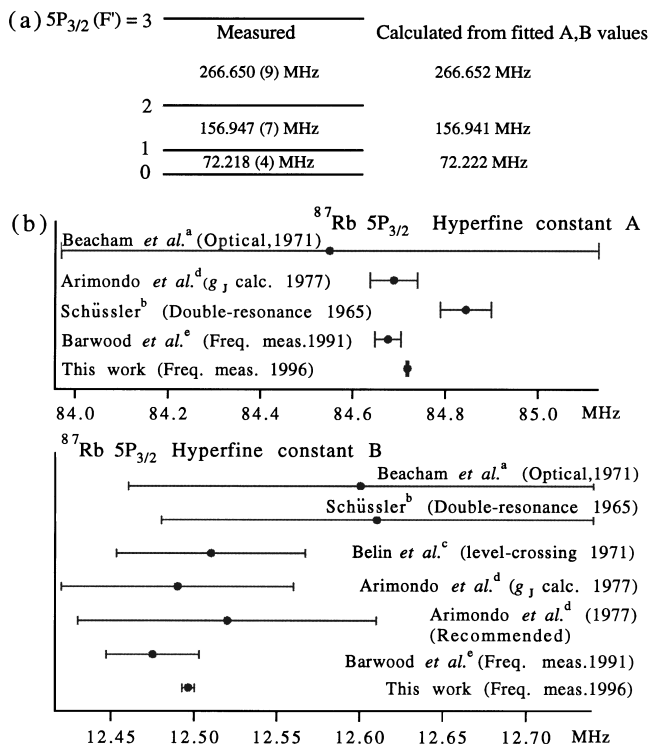 (a) 5P3/2 (F') = 3
Measured Calculated from fitted A,B values
266.650 (9) MHz 266.652 MHz
2
156.947 (7) MHz 156.941 MHz
1
72.218 (4) MHz 72.222 MHz
0
(b) 87Rb 5P3/2 Hyperfine constant A
Beacham et al.a (Optical,1971)
Arimondo et al.d (gJ calc. 1977)
Schüsslerb (Double-resonance 1965)
Barwood et al.e (Freq. meas.1991)
This work (Freq. meas. 1996)
84.0 84.2 84.4 84.6 84.8 85.0 MHz
87Rb 5P3/2 Hyperfine constant B
Beacham et al.a (Optical,1971)
Schüsslerb (Double-resonance 1965)
Belin et al.c (level-crossing 1971)
Arimondo et al.d (gJ calc. 1977)
Arimondo et al.d (1977)
(Recommended)
Barwood et al.e (Freq. meas.1991)
This work (Freq. meas.1996)
12.45 12.50 12.55 12.60 12.65 12.70 MHz